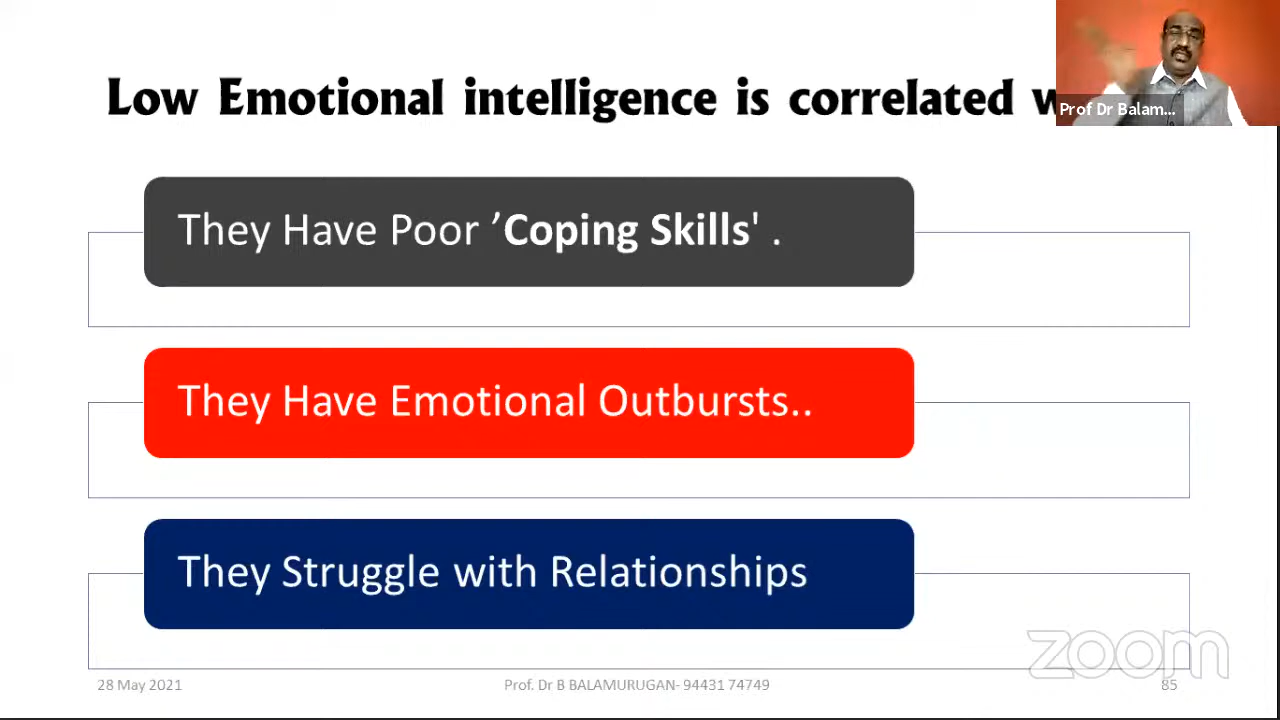 Low Emotional intelligence is correlated
Prof Dr Balam...
They Have Poor ’Coping Skills' .
They Have Emotional Outbursts..
They Struggle with Relationships
zoom
28 May 2021
Prof. Dr B BALAMURUGAN- 94431 74749
85